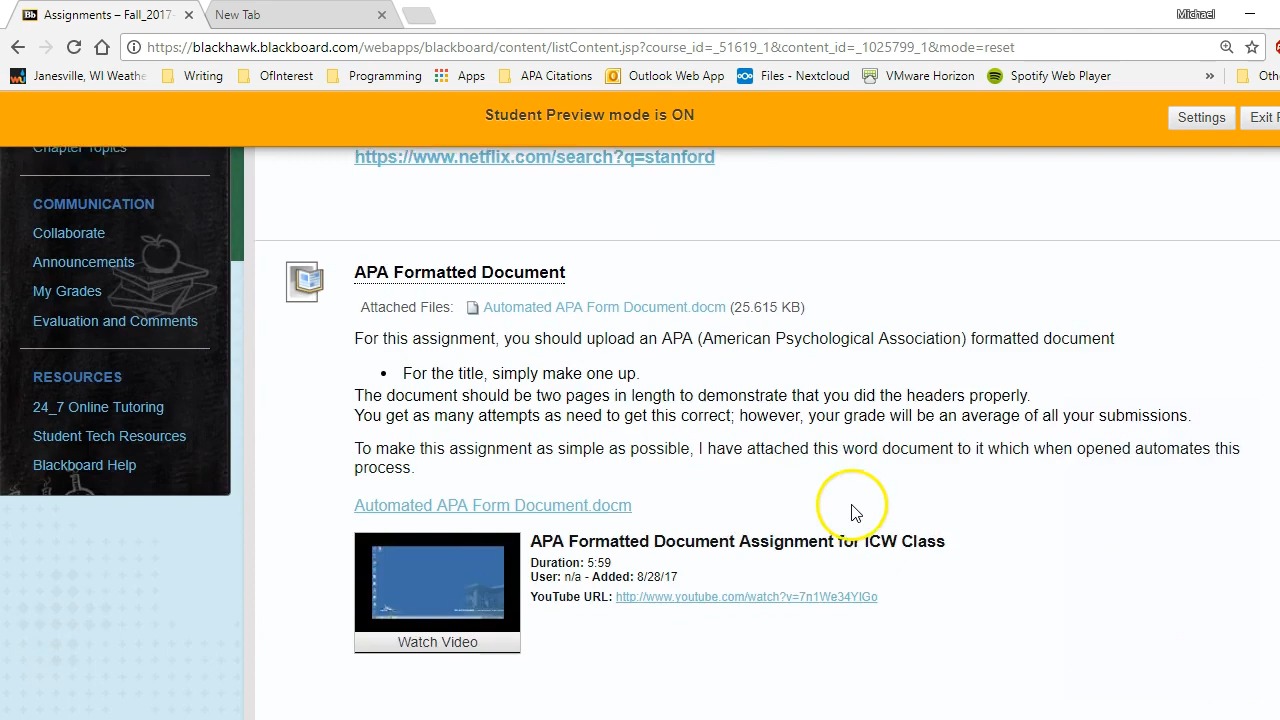 Assignments – Fall_2017-
New Tab
Michael
https://blackhawk.blackboard.com/webapps/blackboard/content/listContent.jsp?course_id=_51619_1&content_id=_1025799_1&mode=reset
Janesville, WI Weathe
Writing
OfInterest
Programming
Apps
APA Citations
Outlook Web App
Files - Nextcloud
VMware Horizon
Spotify Web Player
»
Oth
Student Preview mode is ON
Settings
Exit P
Chapter Topics
COMMUNICATION
Collaborate
Announcements
My Grades
Evaluation and Comments
RESOURCES
24_7 Online Tutoring
Student Tech Resources
Blackboard Help
https://www.netflix.com/search?q=stanford
APA Formatted Document
Attached Files: Automated APA Form Document.docm (25.615 KB)
For this assignment, you should upload an APA (American Psychological Association) formatted document
• For the title, simply make one up.
The document should be two pages in length to demonstrate that you did the headers properly.
You get as many attempts as need to get this correct; however, your grade will be an average of all your submissions.
To make this assignment as simple as possible, I have attached this word document to it which when opened automates this
process.
Automated APA Form Document.docm
APA Formatted Document Assignment for ICW Class
Duration: 5:59
User: n/a - Added: 8/28/17
YouTube URL: http://www.youtube.com/watch?v=7n1We34YIGo
Watch Video